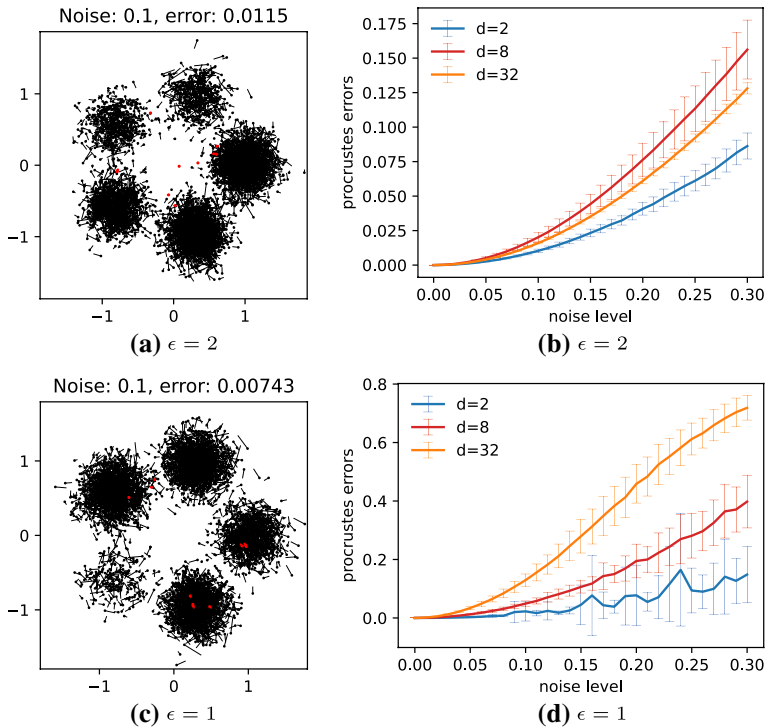 Noise: 0.1, error: 0.0115
1
0
−1
−1 0 1
(a) ϵ = 2
procrustes errors
0.175
0.150
0.125
0.100
0.075
0.050
0.025
0.000
d=2
d=8
d=32
0.00 0.05 0.10 0.15 0.20 0.25 0.30
noise level
(b) ϵ = 2
Noise: 0.1, error: 0.00743
1
0
−1
−1 0 1
(c) ϵ = 1
procrustes errors
0.8
0.6
0.4
0.2
0.0
d=2
d=8
d=32
0.00 0.05 0.10 0.15 0.20 0.25 0.30
noise level
(d) ϵ = 1